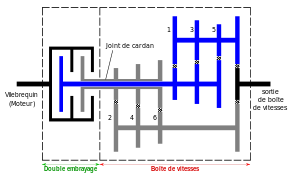 1
3
5
Joint de cardan
Vilebrequin
(Moteur)
sortie
de boîte
de vitesses
2
4
6
Double embrayage
Boîte de vitesses